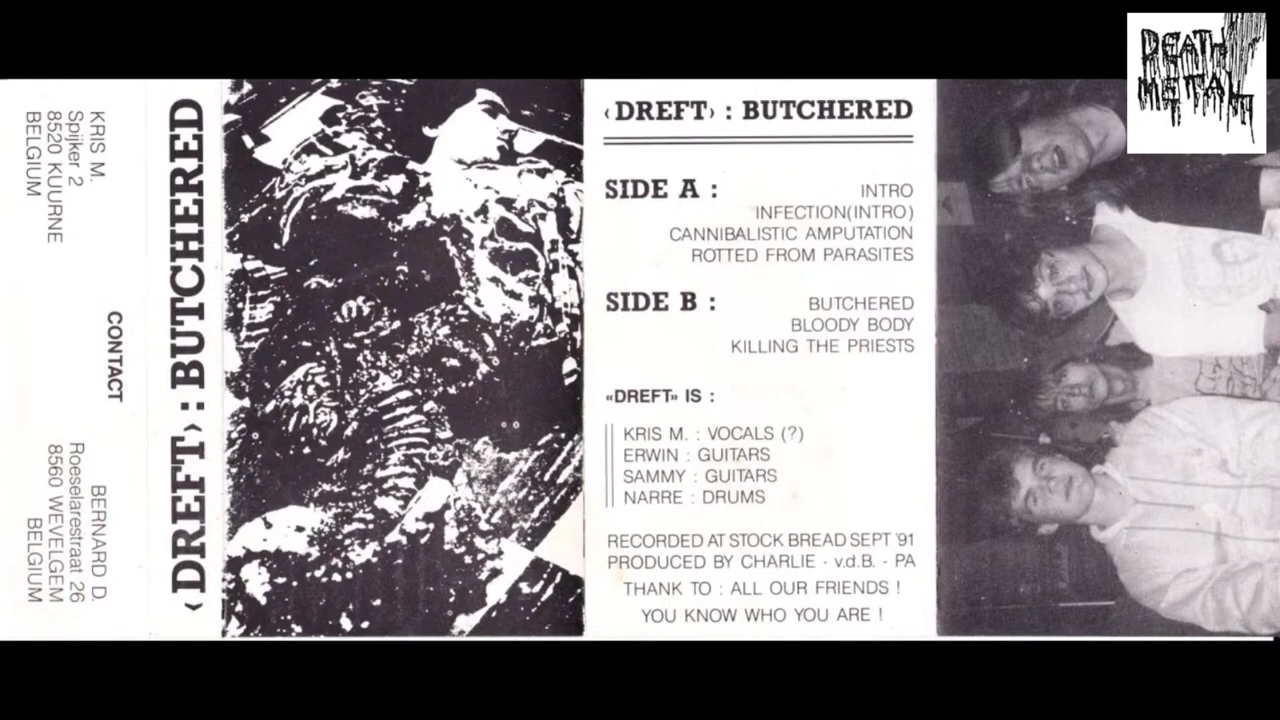 KRIS M.
Spijker 2
8520 KUURNE
BELGIUM
CONTACT
BERNARD D.
Roeselarestraat 26
8560 WEVELGEM
BELGIUM
‹DREFT› : BUTCHERED
‹DREFT› : BUTCHERED
SIDE A : INTRO
INFECTION(INTRO)
CANNIBALISTIC AMPUTATION
ROTTED FROM PARASITES
SIDE B : BUTCHERED
BLOODY BODY
KILLING THE PRIESTS
«DREFT» IS :
KRIS M. : VOCALS (?)
ERWIN : GUITARS
SAMMY : GUITARS
NARRE : DRUMS
RECORDED AT STOCK BREAD SEPT '91
PRODUCED BY CHARLIE - v.d.B. - PA
THANK TO : ALL OUR FRIENDS !
YOU KNOW WHO YOU ARE !
DEATH
METAL